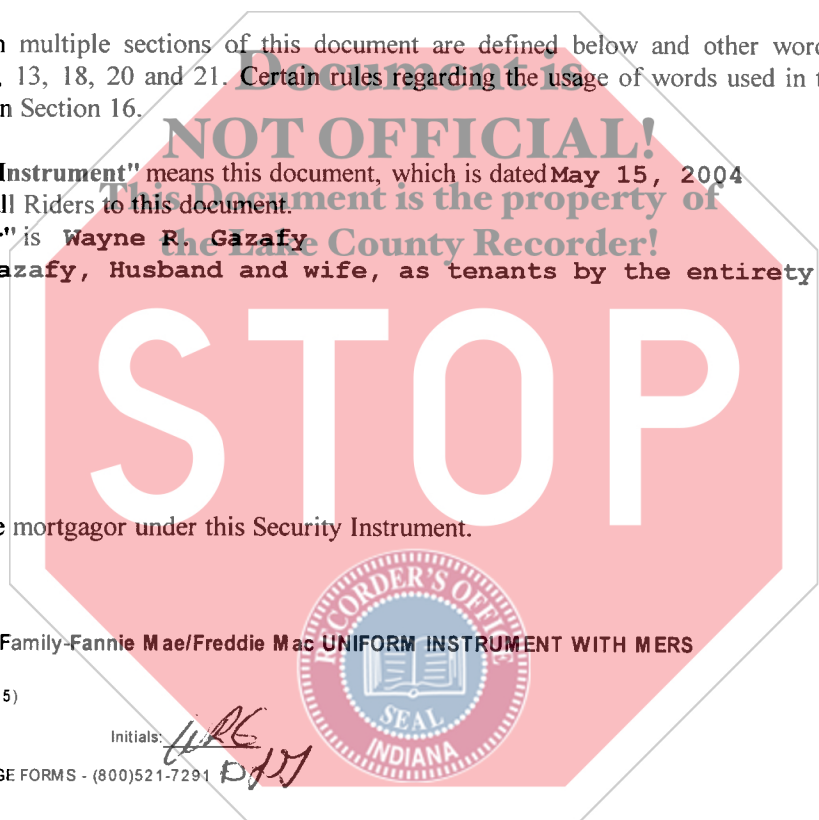 n multiple sections of this document are defined below and other word
, 13, 18, 20 and 21. Certain rules regarding the usage of words used in t
n Section 16.
Document is
NOT OFFICIAL!
This Document is the property of
the Lake County Recorder!
Instrument" means this document, which is dated May 15, 2004
ll Riders to this document.
r" is Wayne R. Gazafy
azafy, Husband and wife, as tenants by the entirety
STOP
e mortgagor under this Security Instrument.
RECORDER'S OFFICE
SEAL
INDIANA
Family-Fannie Mae/Freddie Mac UNIFORM INSTRUMENT WITH MERS
5)
Initials: WRG
GE FORMS - (800)521-7291 DJG